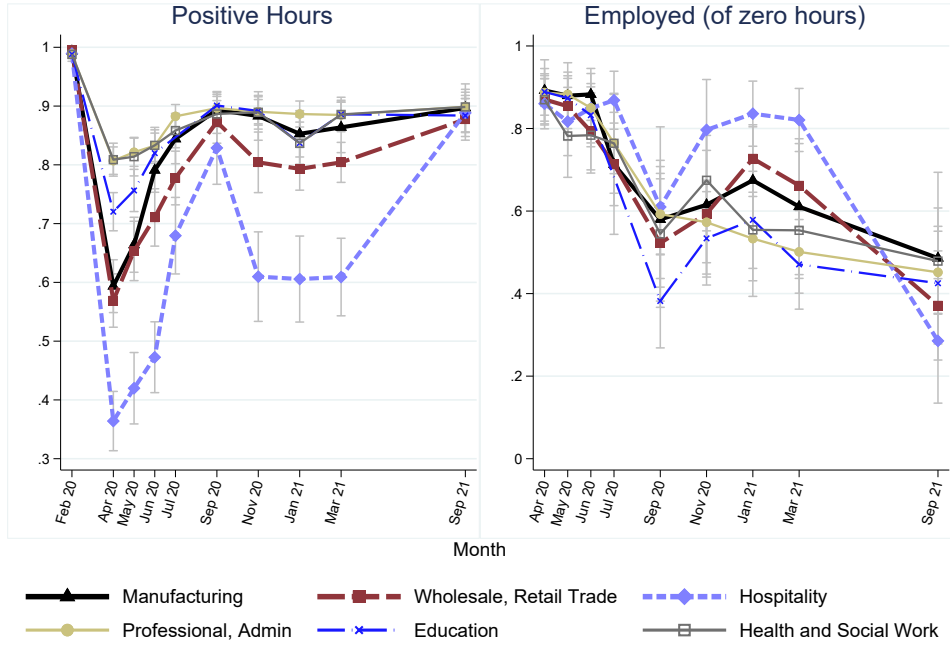 Positive Hours
Employed (of zero hours)
1
.9
.8
.7
.6
.5
.4
.3
Feb 20
Apr 20
May 20
Jun 20
Jul 20
Sep 20
Nov 20
Jan 21
Mar 21
Sep 21
1
.8
.6
.4
.2
0
Apr 20
May 20
Jun 20
Jul 20
Sep 20
Nov 20
Jan 21
Mar 21
Sep 21
Month
Manufacturing
Wholesale, Retail Trade
Hospitality
Professional, Admin
Education
Health and Social Work